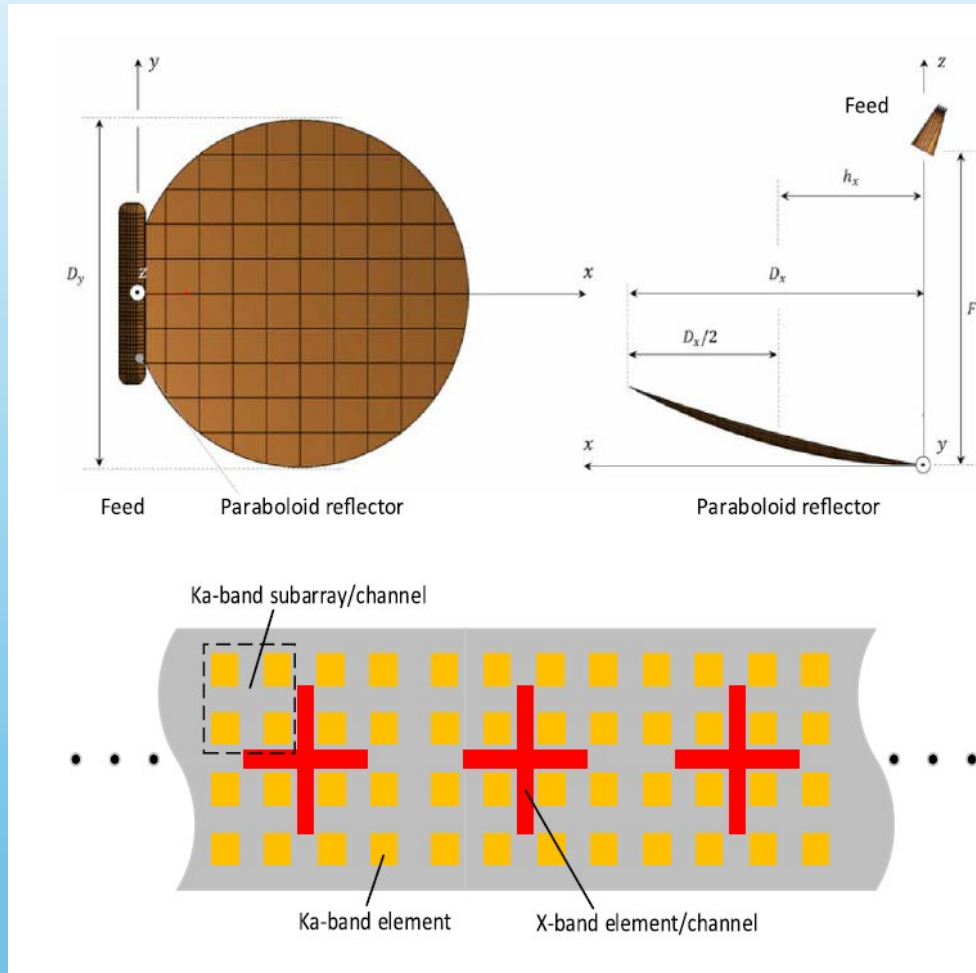 y
z
Feed
h_x
D_y
z
x
D_x
F
D_x/2
x
y
Feed
Paraboloid reflector
Paraboloid reflector
Ka-band subarray/channel
Ka-band element
X-band element/channel